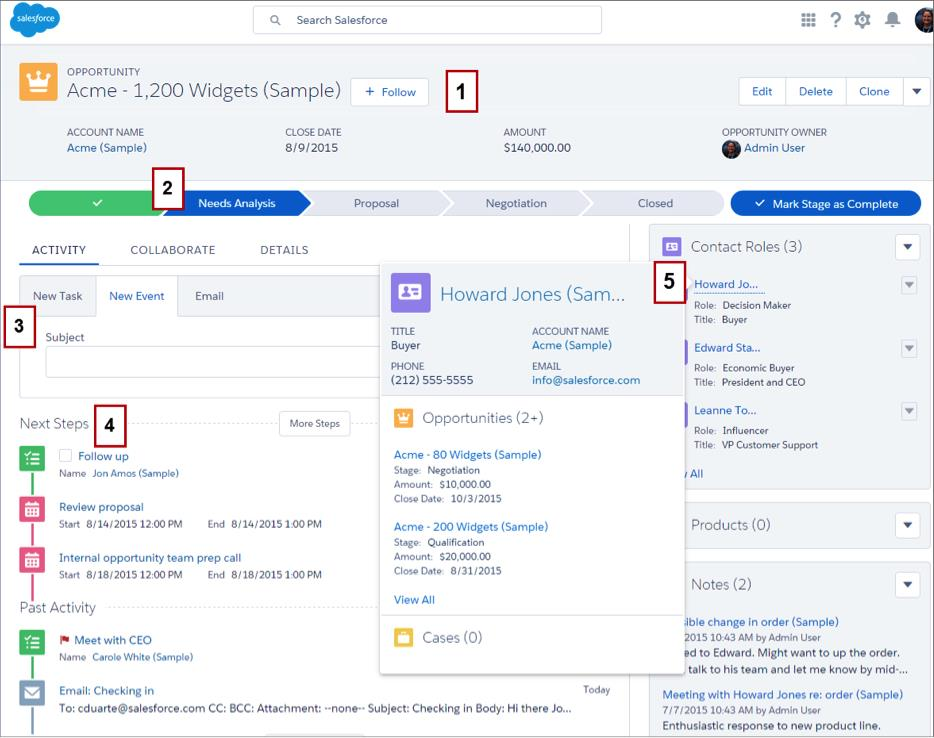 salesforce
Search Salesforce
OPPORTUNITY
Acme - 1,200 Widgets (Sample)
+ Follow
1
Edit
Delete
Clone
ACCOUNT NAME
Acme (Sample)
CLOSE DATE
8/9/2015
AMOUNT
$140,000.00
OPPORTUNITY OWNER
Admin User
2
Needs Analysis
Proposal
Negotiation
Closed
Mark Stage as Complete
ACTIVITY
COLLABORATE
DETAILS
New Task
New Event
Email
3
Subject
Next Steps
4
More Steps
Follow up
Name Jon Amos (Sample)
Review proposal
Start 8/14/2015 12:00 PM End 8/14/2015 1:00 PM
Internal opportunity team prep call
Start 8/18/2015 12:00 PM End 8/18/2015 1:00 PM
Past Activity
Meet with CEO
Name Carole White (Sample)
Email: Checking in
Today
To: cduarte@salesforce.com CC: BCC: Attachment: --none-- Subject: Checking in Body: Hi there Jo...
Howard Jones (Sam...
TITLE
Buyer
ACCOUNT NAME
Acme (Sample)
PHONE
(212) 555-5555
EMAIL
info@salesforce.com
Opportunities (2+)
Acme - 80 Widgets (Sample)
Stage: Negotiation
Amount: $10,000.00
Close Date: 10/3/2015
Acme - 200 Widgets (Sample)
Stage: Qualification
Amount: $20,000.00
Close Date: 8/31/2015
View All
Cases (0)
Contact Roles (3)
5
Howard Jo...
Role: Decision Maker
Title: Buyer
Edward Sta...
Role: Economic Buyer
Title: President and CEO
Leanne To...
Role: Influencer
Title: VP Customer Support
All
Products (0)
Notes (2)
change in order (Sample)
2015 10:43 AM by Admin User
to Edward. Might want to up the order.
talk to his team and let me know by mid-...
Meeting with Howard Jones re: order (Sample)
7/7/2015 10:43 AM by Admin User
Enthusiastic response to new product line.